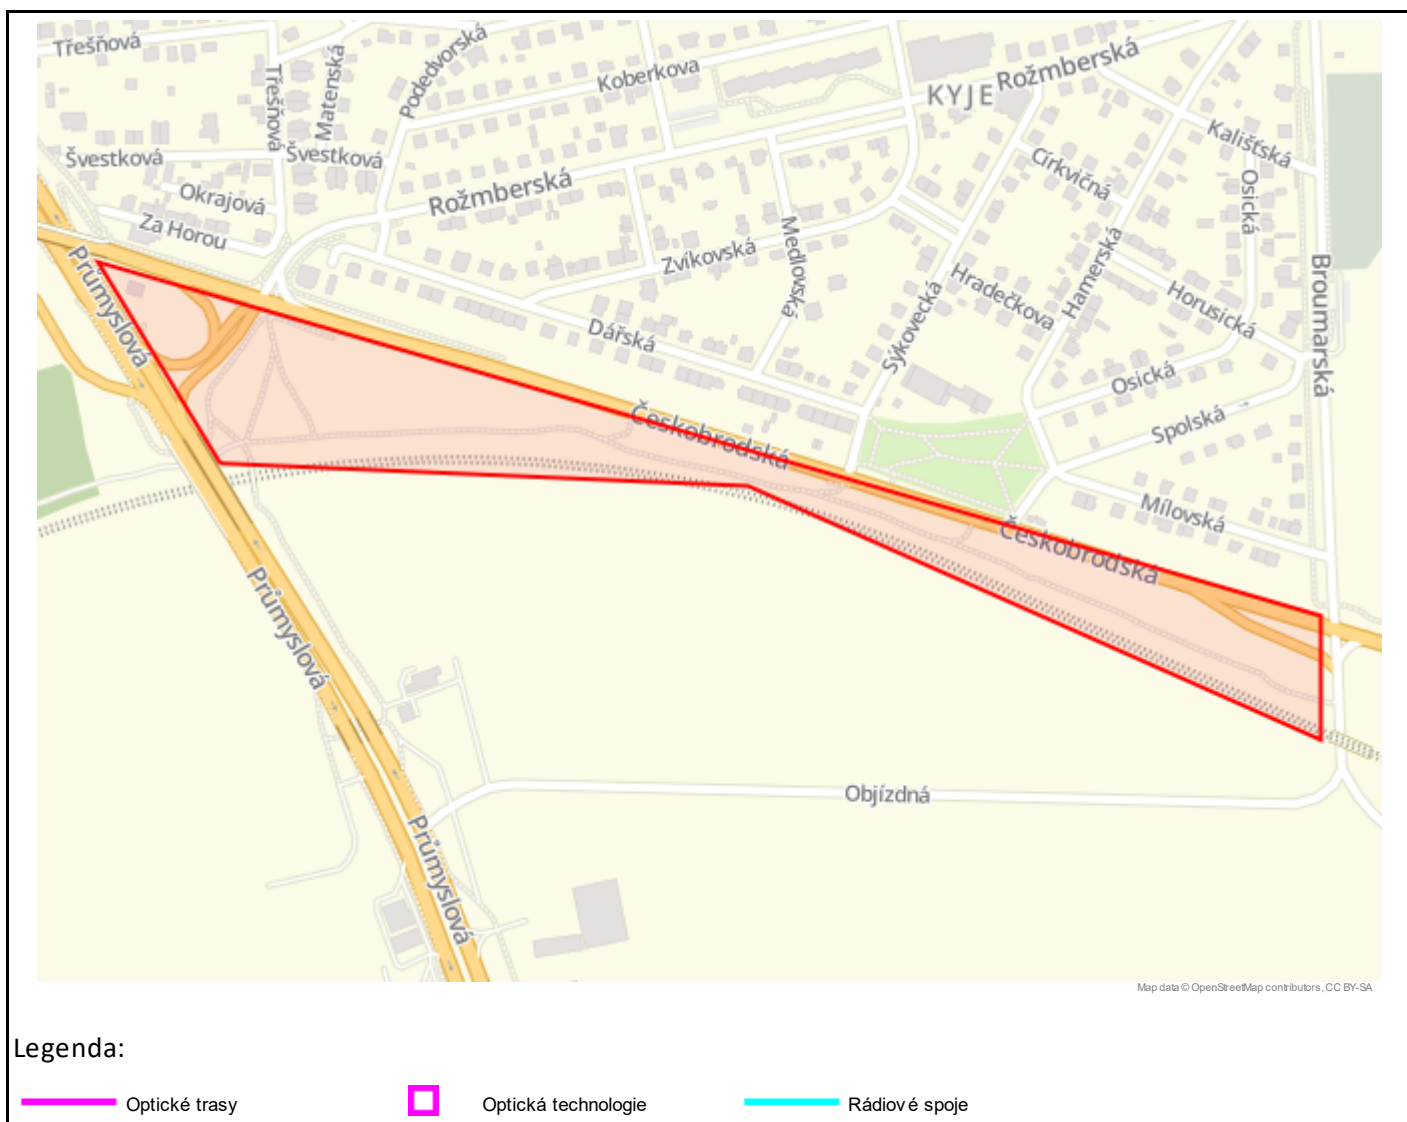 Třešňová
Třešňová
Matenská
Podedvorská
Koberkova
KYJE
Rožmberská
Kališťská
Švestková
Švestková
Církvičná
Osická
Okrajová
Rožmberská
Za Horou
Průmyslová
Zvíkovská
Medlovská
Hamerská
Hradečkova
Horusická
Broumarská
Dářská
Sýkovecká
Osická
Českobrodská
Spolská
Mílovská
Českobrodská
Průmyslová
Objízdná
Průmyslová
Map data © OpenStreetMap contributors, CC BY-SA
Legenda:
Optické trasy
Optická technologie
Rádiové spoje